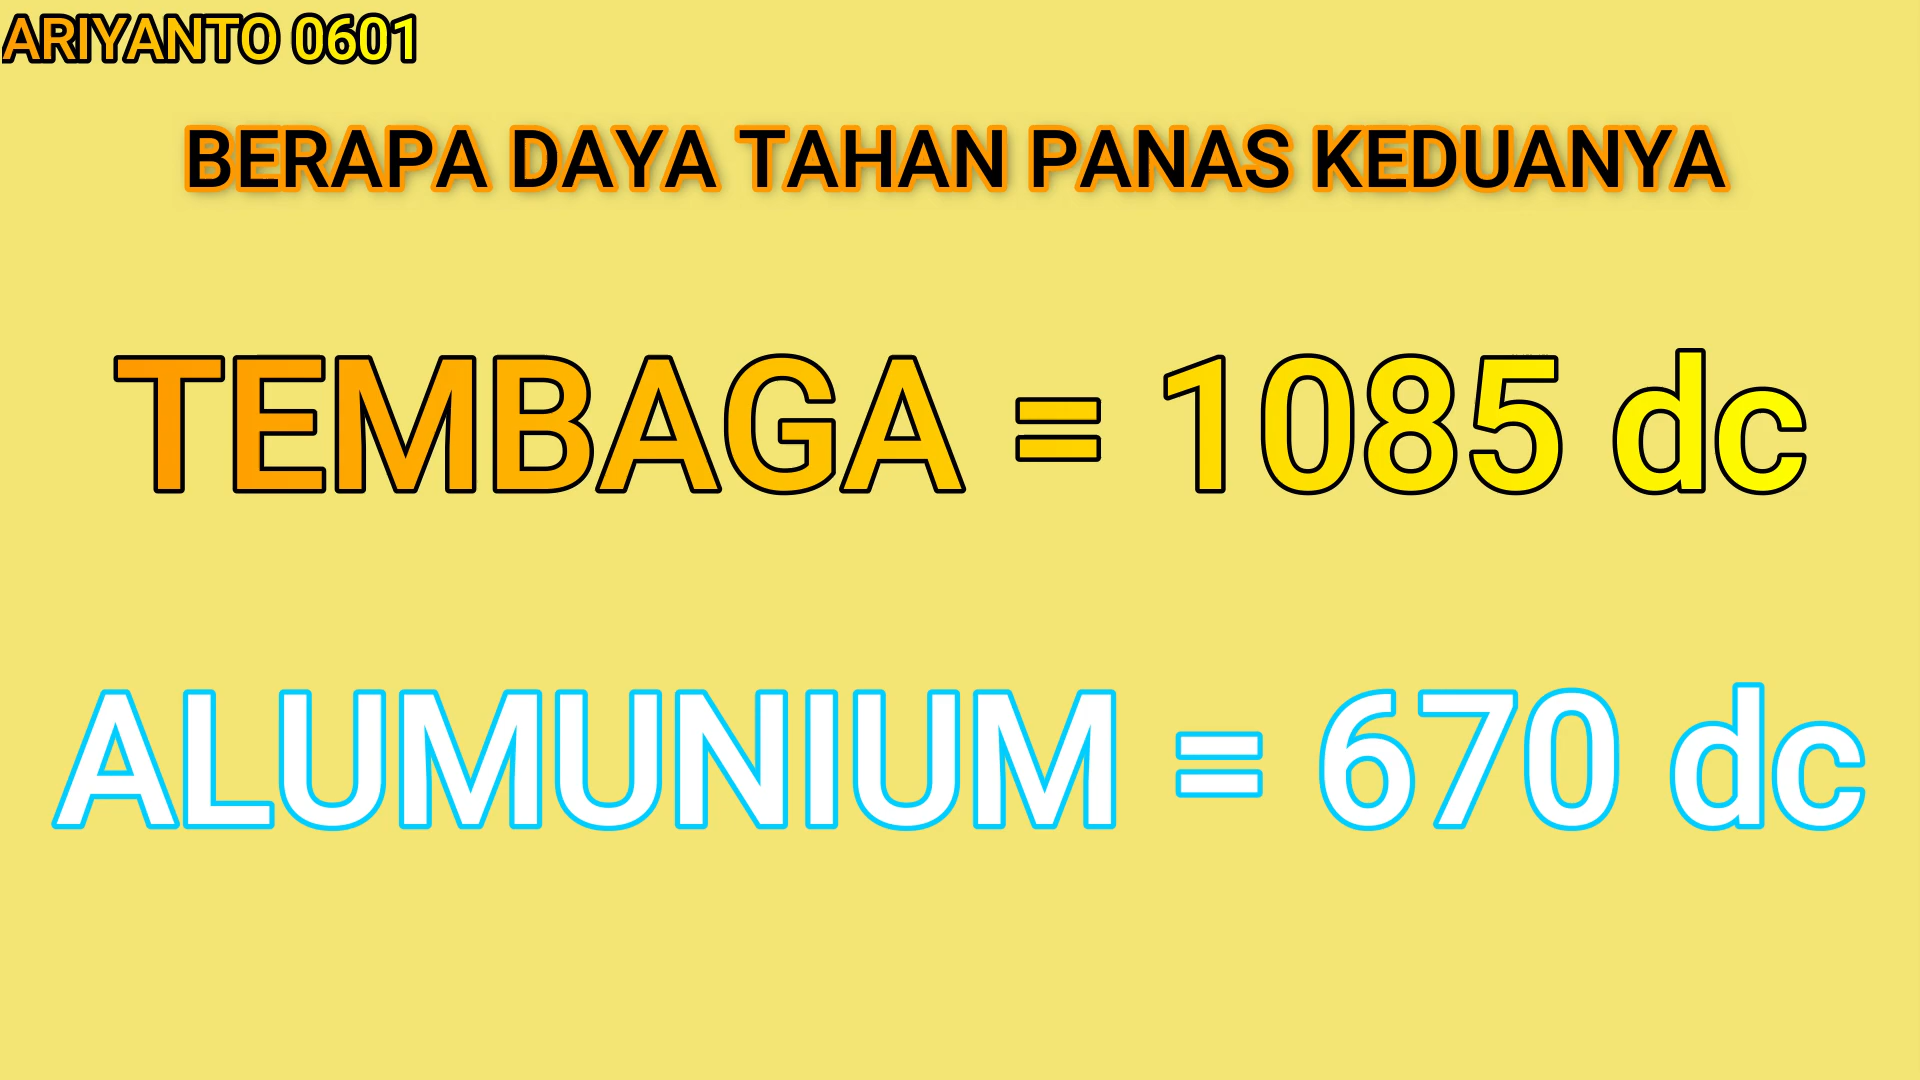 ARIYANTO 0601
BERAPA DAYA TAHAN PANAS KEDUANYA
TEMBAGA = 1085 dc
ALUMUNIUM = 670 dc